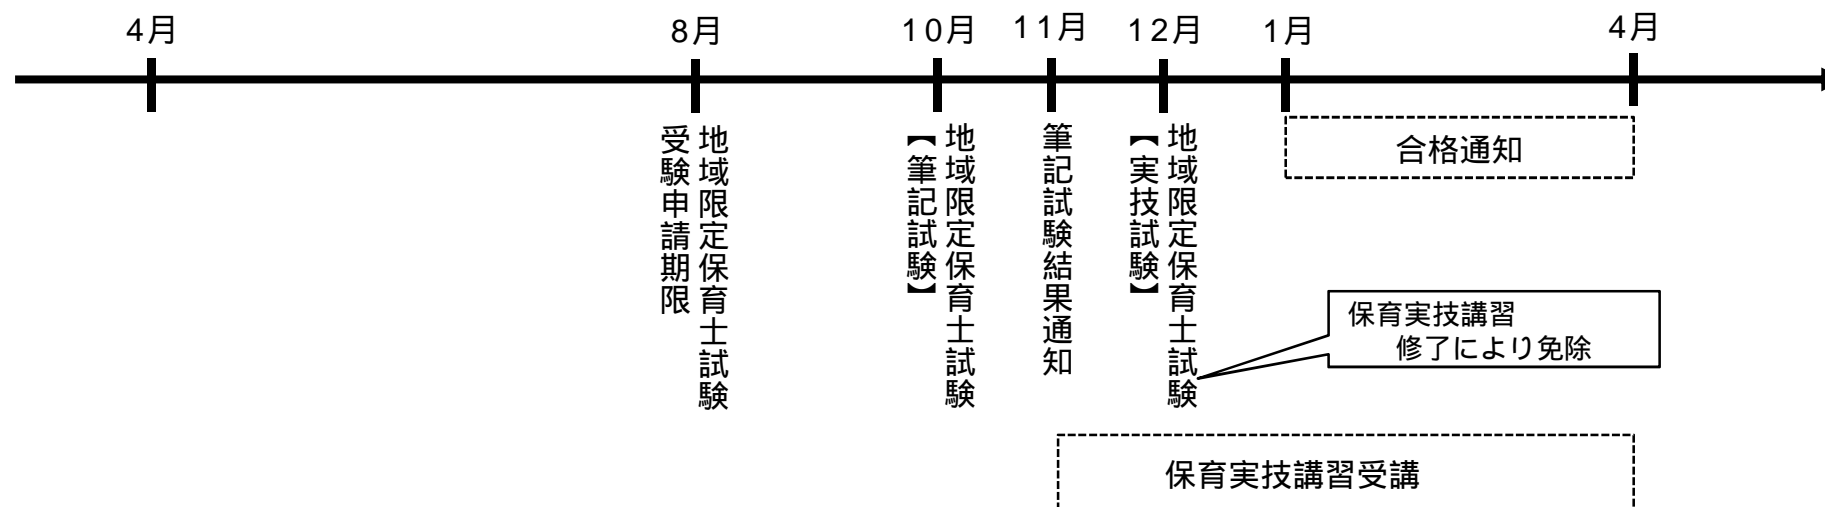 4月
8月
10月
11月
12月
1月
4月
地域限定保育士試験
受験申請期限
地域限定保育士試験
【筆記試験】
筆記試験結果通知
地域限定保育士試験
【実技試験】
合格通知
保育実技講習
修了により免除
保育実技講習受講